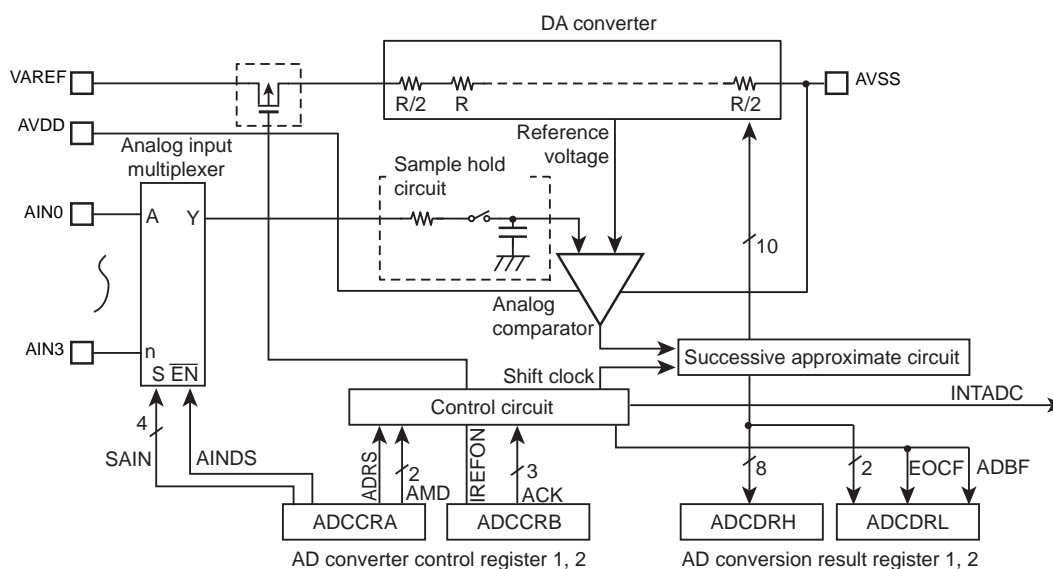 DA converter
VAREF
AVSS
R/2
R
R/2
AVDD
Reference
voltage
Analog input
multiplexer
Sample hold
circuit
AIN0
A
Y
10
Analog
comparator
AIN3
n
S EN
Successive approximate circuit
Shift clock
INTADC
Control circuit
4
SAIN
AINDS
ADRS
2
AMD
IREFON
3
ACK
8
2
EOCF
ADBF
ADCCRA
ADCCRB
ADCDRH
ADCDRL
AD converter control register 1, 2
AD conversion result register 1, 2